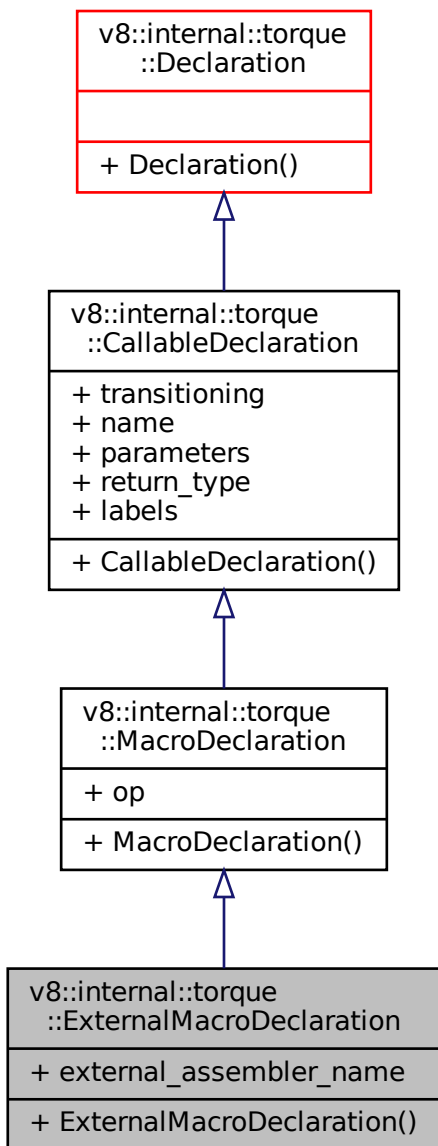 v8::internal::torque
::Declaration
+ Declaration()
v8::internal::torque
::CallableDeclaration
+ transitioning
+ name
+ parameters
+ return_type
+ labels
+ CallableDeclaration()
v8::internal::torque
::MacroDeclaration
+ op
+ MacroDeclaration()
v8::internal::torque
::ExternalMacroDeclaration
+ external_assembler_name
+ ExternalMacroDeclaration()